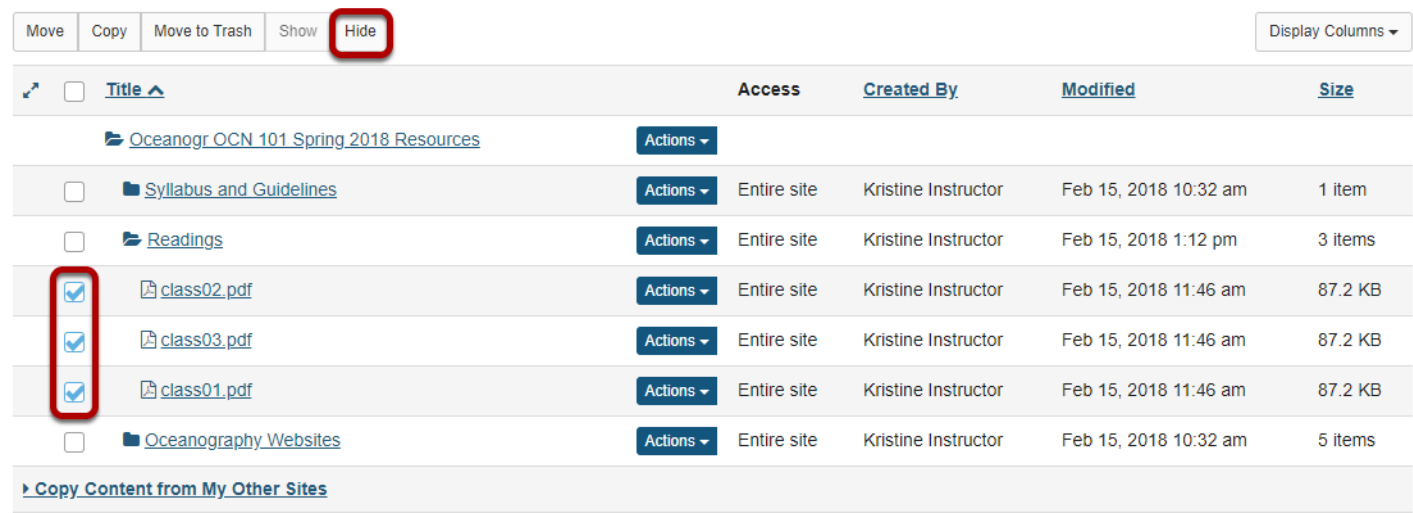 Move Copy Move to Trash Show Hide Display Columns
Title Access Created By Modified Size
Oceanogr OCN 101 Spring 2018 Resources Actions
Syllabus and Guidelines Actions Entire site Kristine Instructor Feb 15, 2018 10:32 am 1 item
Readings Actions Entire site Kristine Instructor Feb 15, 2018 1:12 pm 3 items
class02.pdf Actions Entire site Kristine Instructor Feb 15, 2018 11:46 am 87.2 KB
class03.pdf Actions Entire site Kristine Instructor Feb 15, 2018 11:46 am 87.2 KB
class01.pdf Actions Entire site Kristine Instructor Feb 15, 2018 11:46 am 87.2 KB
Oceanography Websites Actions Entire site Kristine Instructor Feb 15, 2018 10:32 am 5 items
Copy Content from My Other Sites